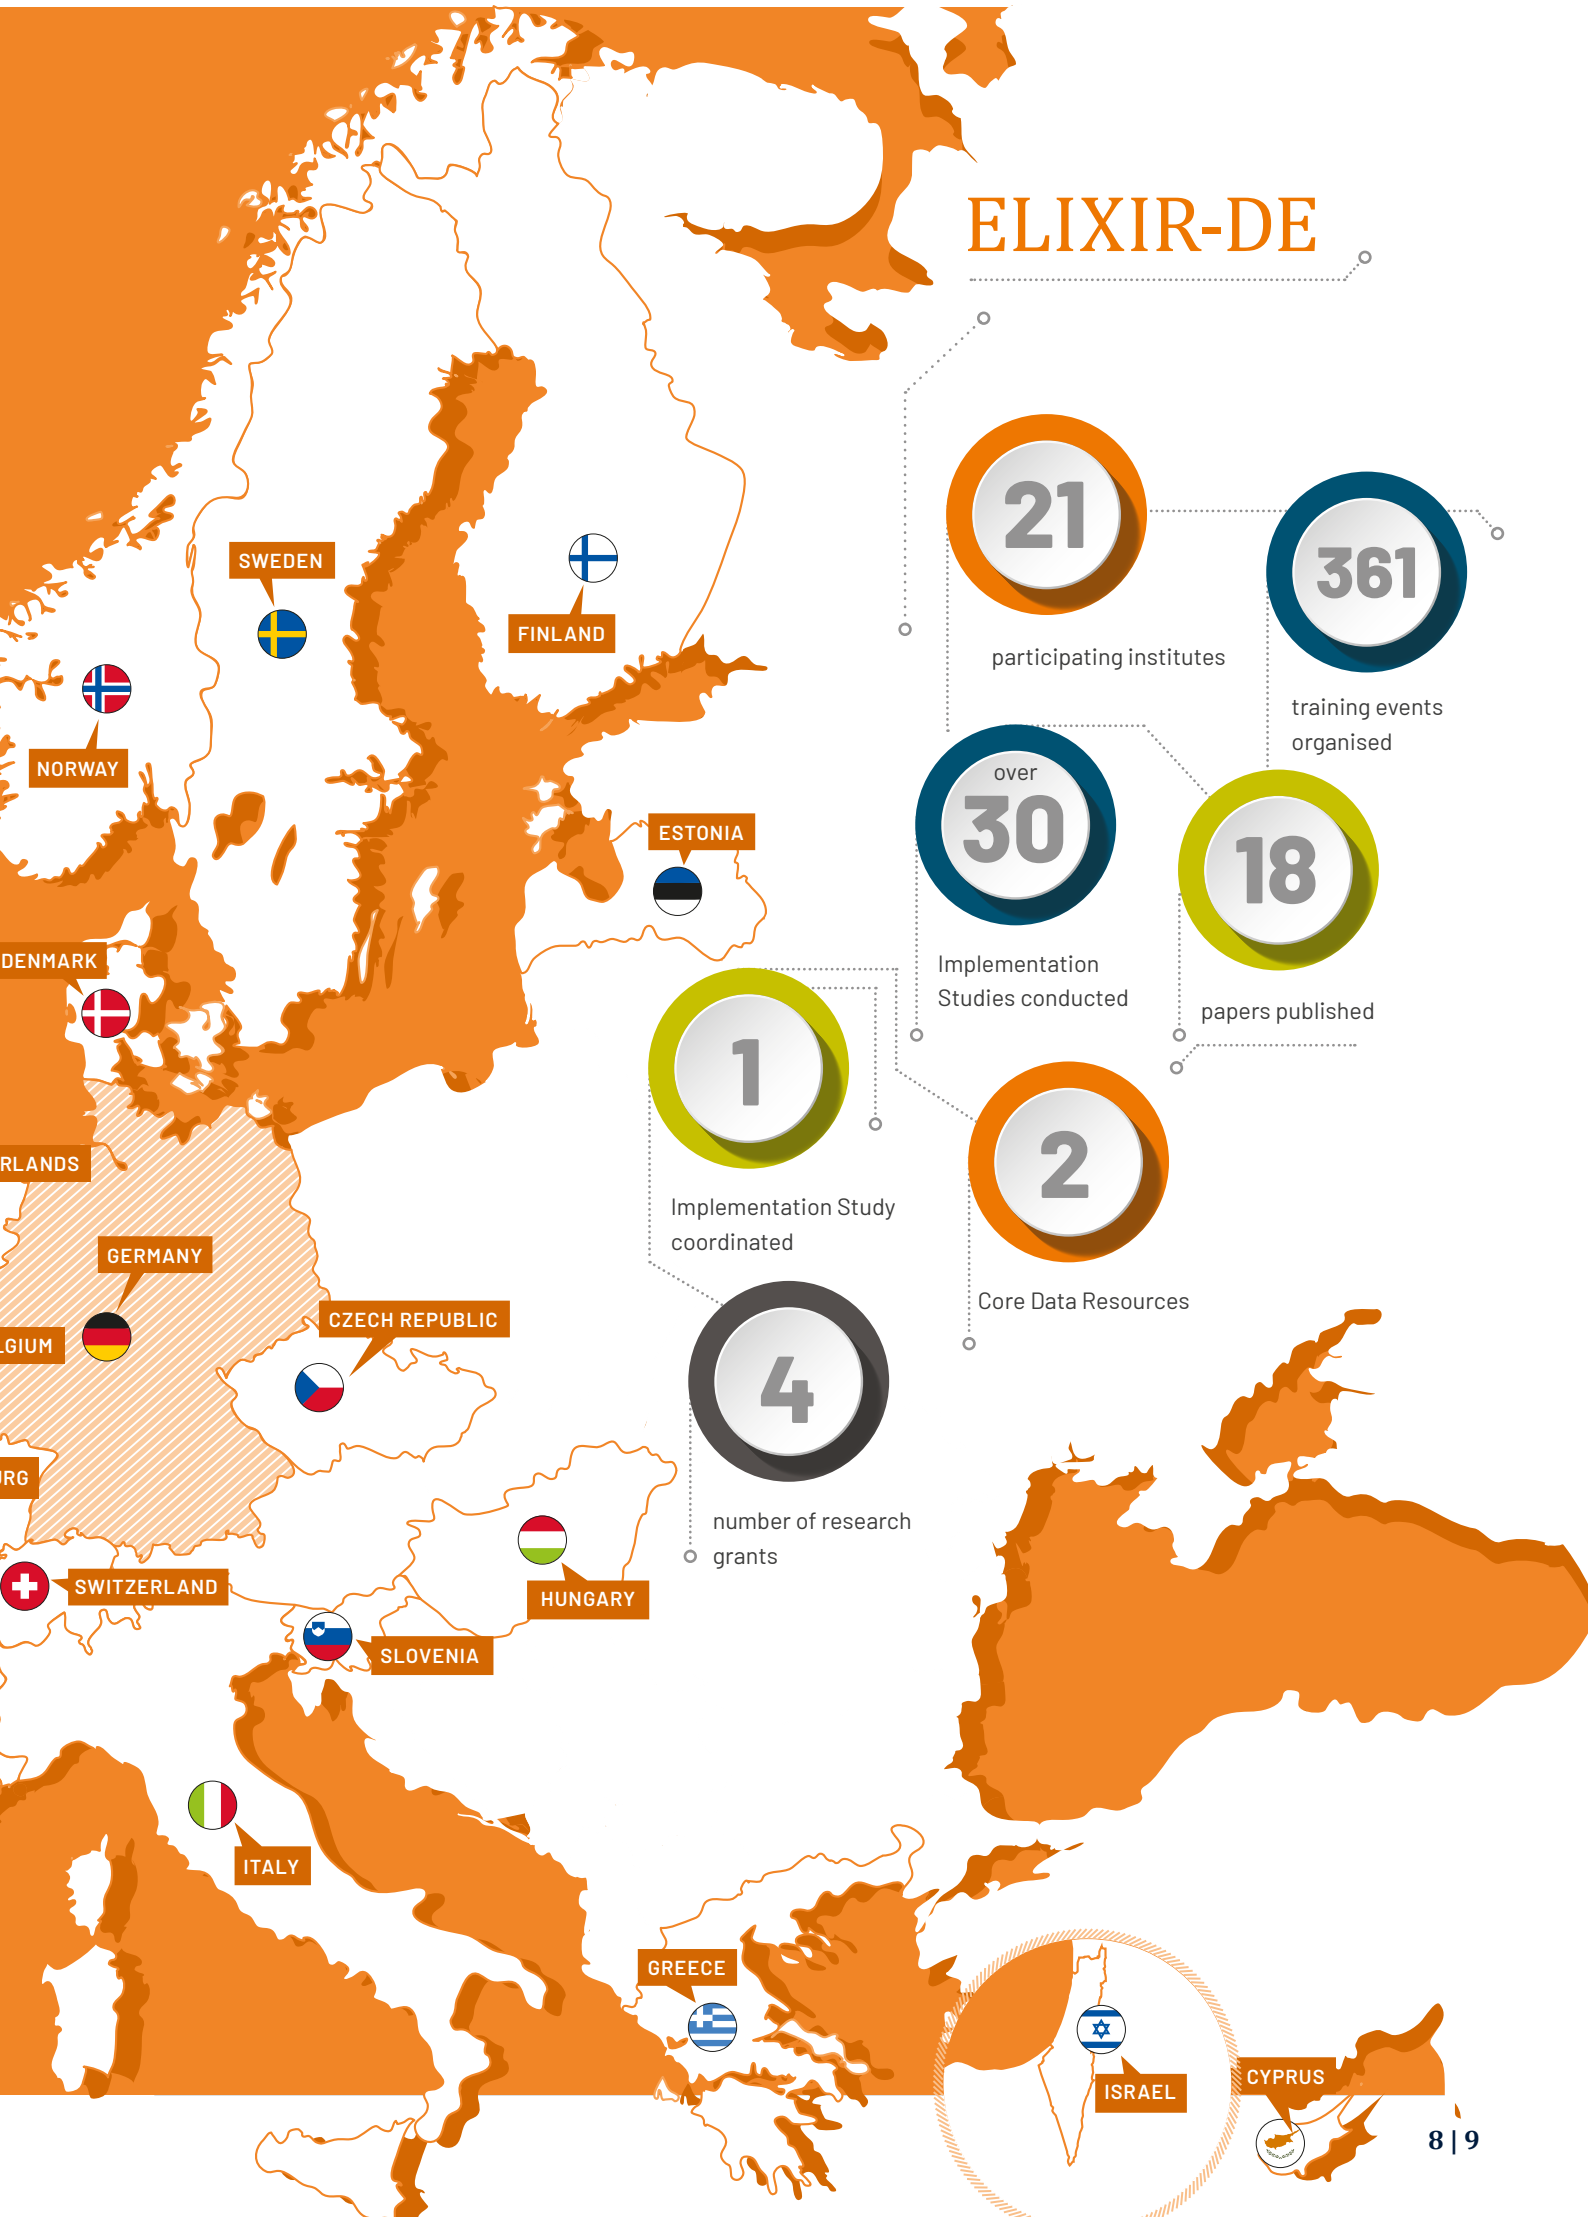 ELIXIR-DE
21
participating institutes
361
training events
organised
over
30
Implementation
Studies conducted
18
papers published
1
Implementation Study
coordinated
2
Core Data Resources
4
number of research
grants
SWEDEN
FINLAND
NORWAY
ESTONIA
DENMARK
RLANDS
GERMANY
CZECH REPUBLIC
LGIUM
RG
SWITZERLAND
HUNGARY
SLOVENIA
ITALY
GREECE
ISRAEL
CYPRUS
8 | 9